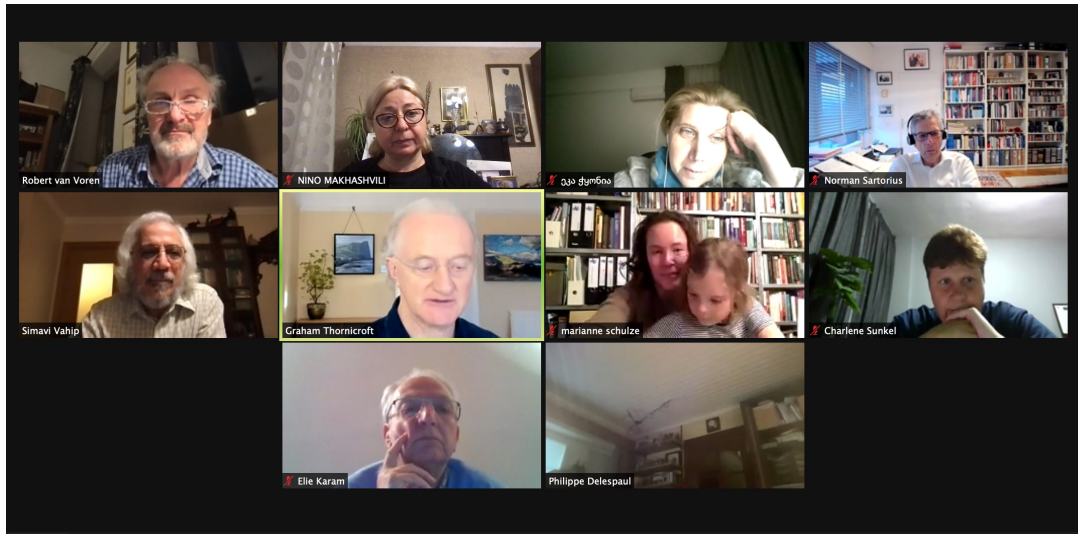 Robert van Voren
NINO MAKHASHVILI
ეკა ჭყონია
Norman Sartorius
Simavi Vahip
Graham Thornicroft
marianne schulze
Charlene Sunkel
Elie Karam
Philippe Delespaul